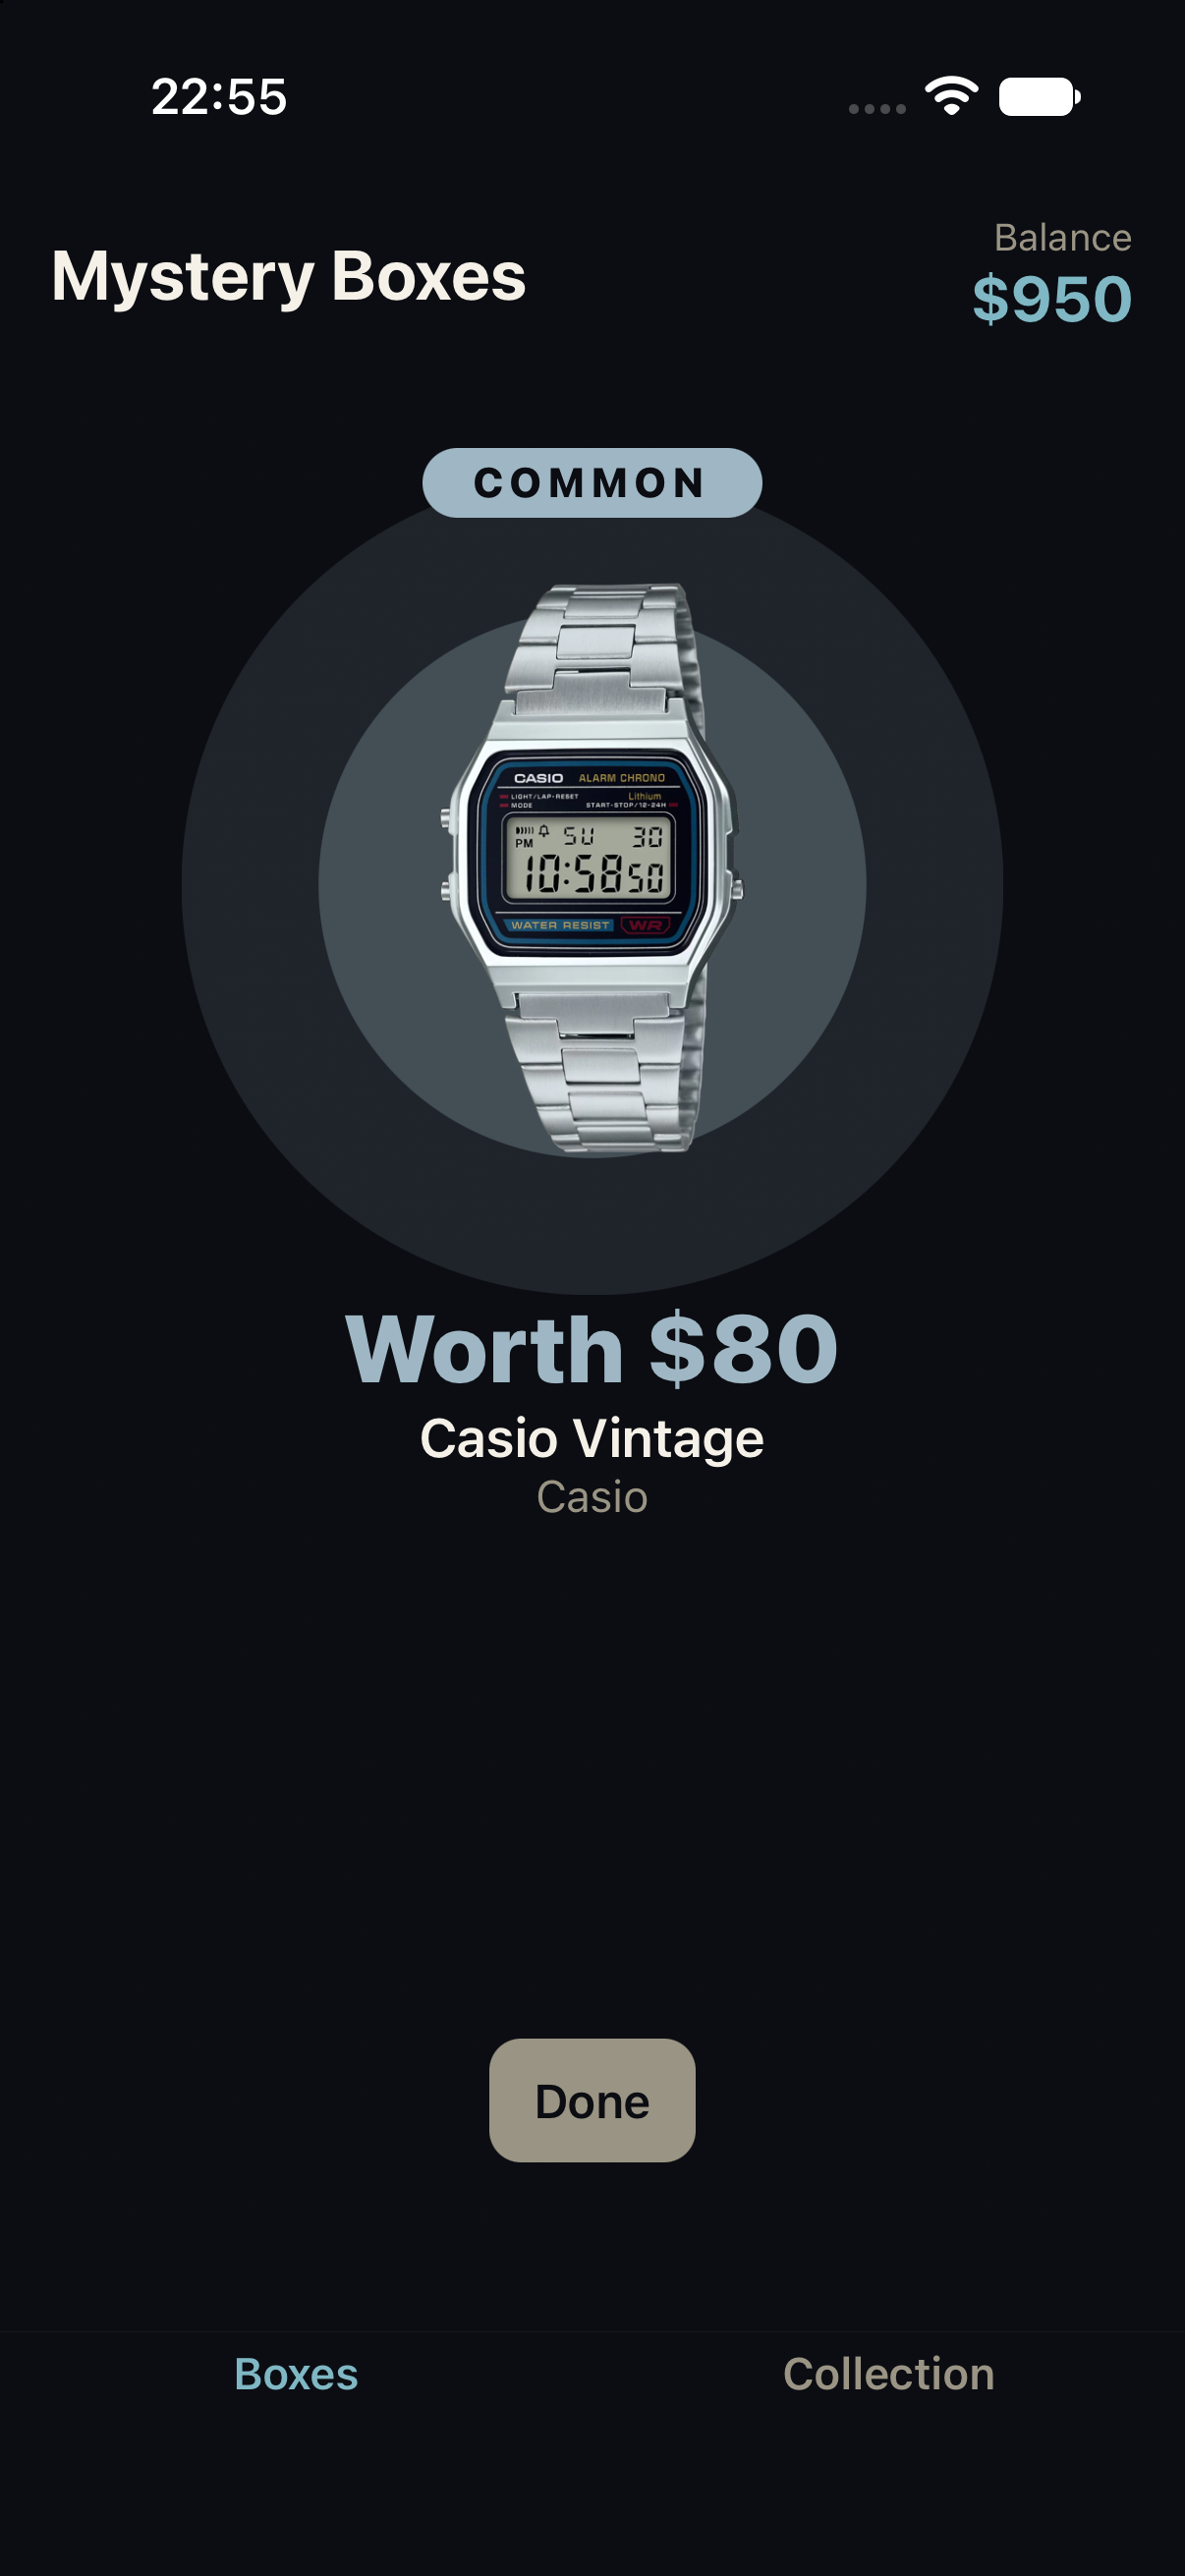 22:55
Mystery Boxes
Balance
$950
COMMON
CASIO ALARM CHRONO
LIGHT/LAP-RESET Lithium
MODE START-STOP/12-24H
PM SU 30
10:58 50
WATER RESIST WR
Worth $80
Casio Vintage
Casio
Done
Boxes Collection